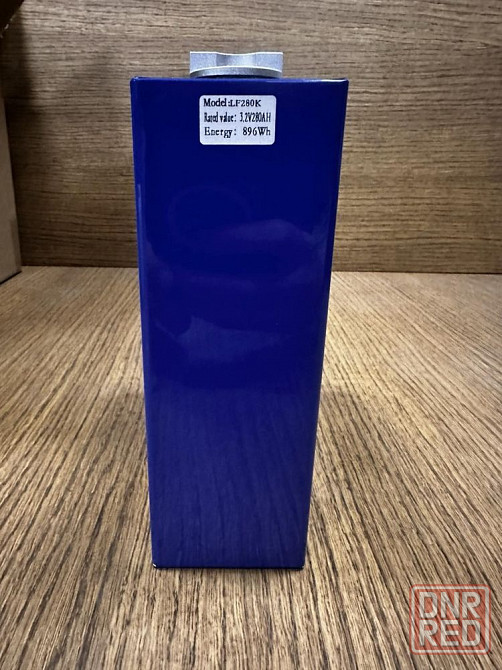 Model:LF280K
Rated value: 3.2V280AH
Energy: 896Wh
DNR
RED